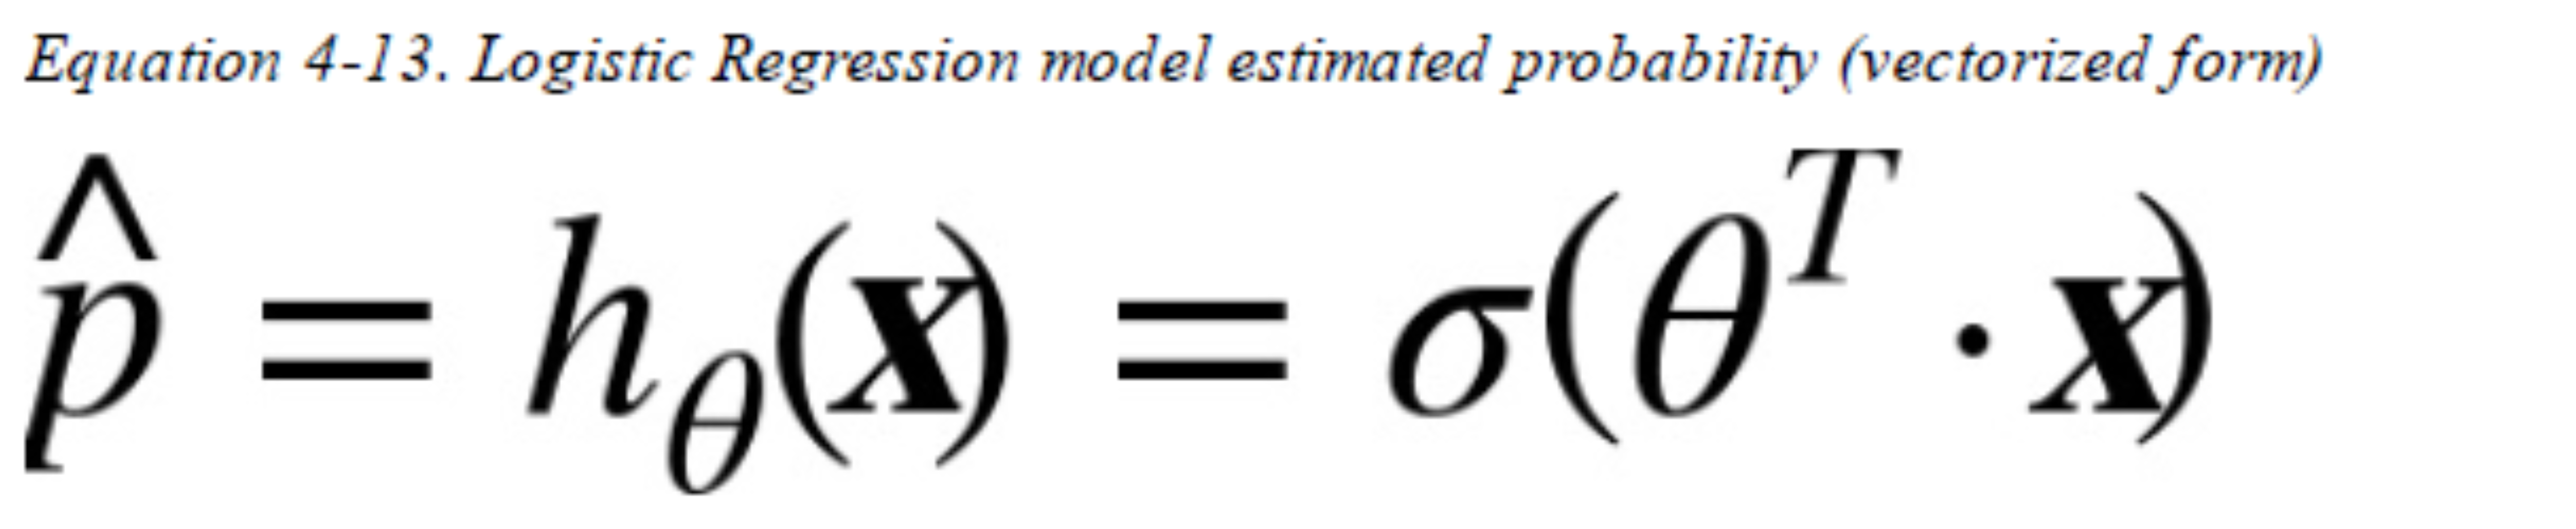 Equation 4-13. Logistic Regression model estimated probability (vectorized form)
p̂ = h_θ(𝐱) = σ(θ^T · 𝐱)